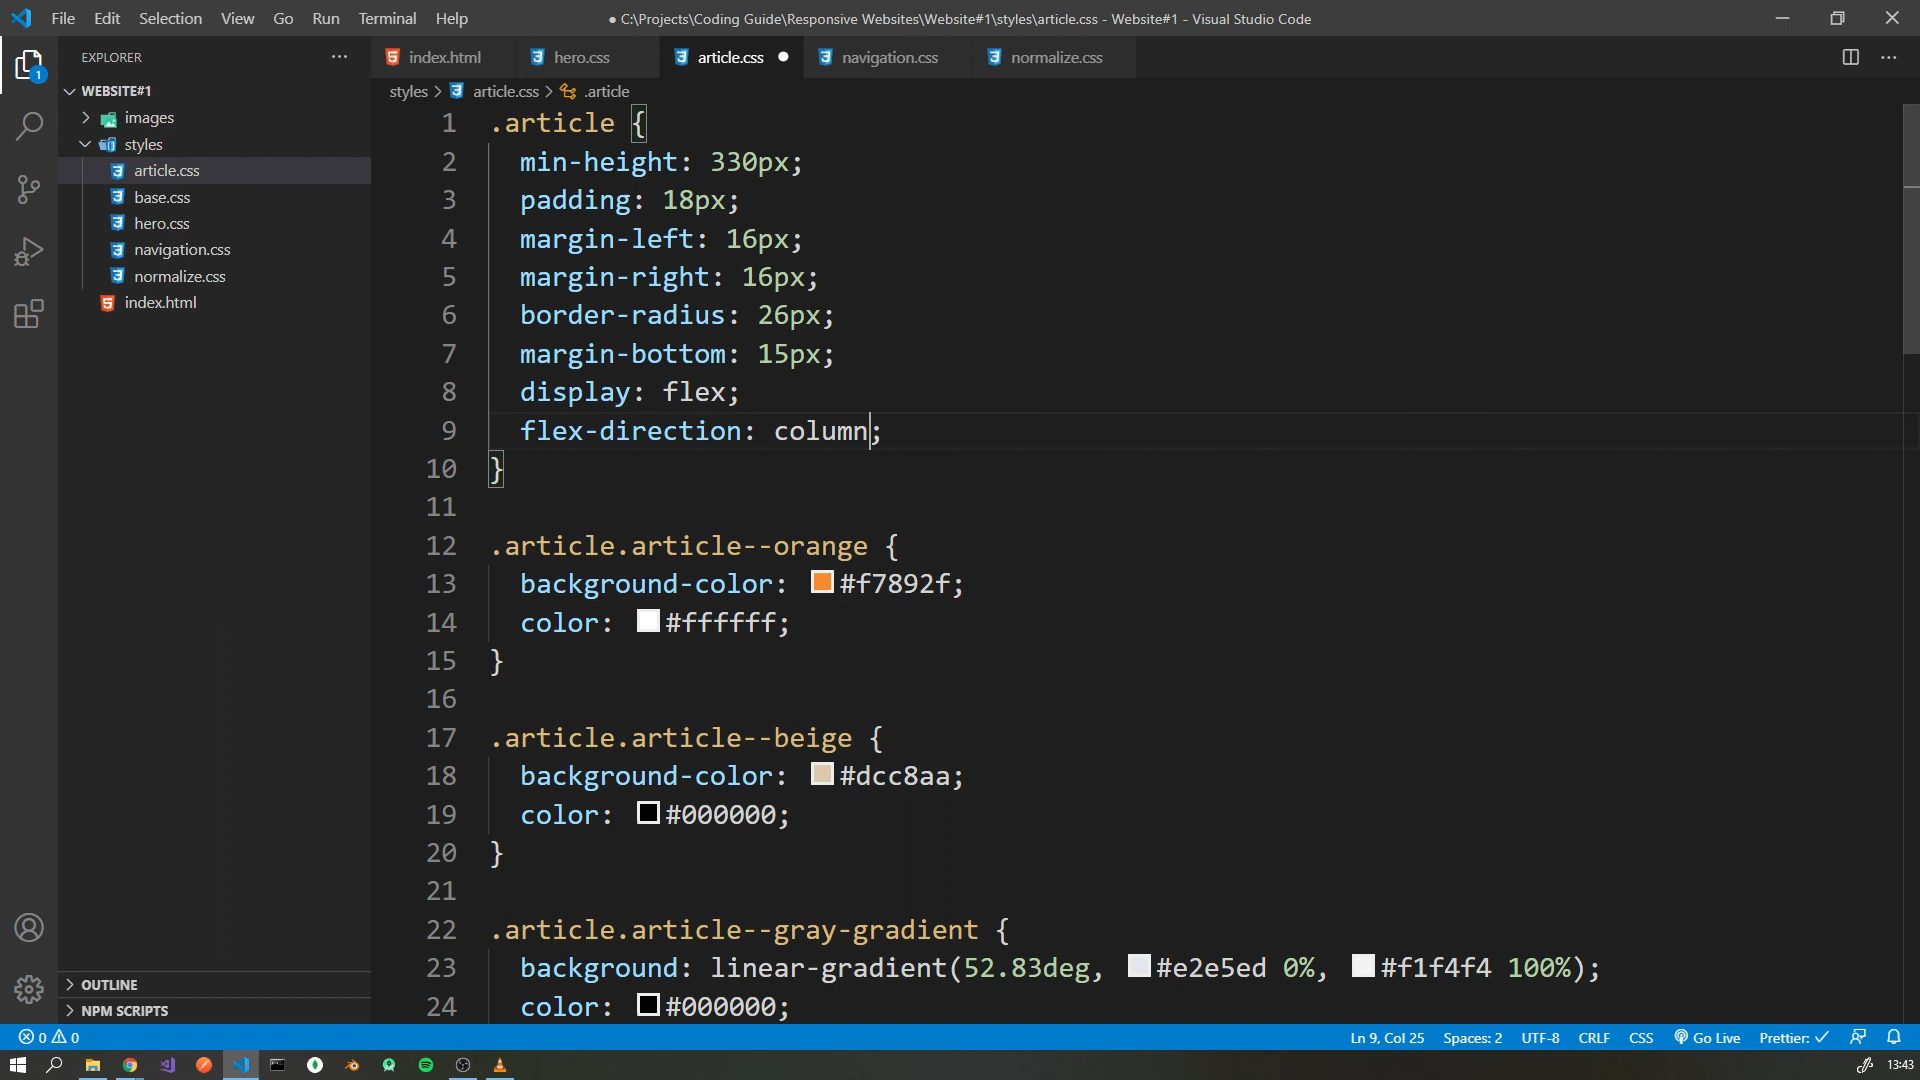 File Edit Selection View Go Run Terminal Help
● C:\Projects\Coding Guide\Responsive Websites\Website#1\styles\article.css - Website#1 - Visual Studio Code
EXPLORER
index.html
hero.css
article.css
navigation.css
normalize.css
1
WEBSITE#1
images
styles
article.css
base.css
hero.css
navigation.css
normalize.css
index.html
OUTLINE
NPM SCRIPTS
styles > article.css > .article
1 .article {
2 min-height: 330px;
3 padding: 18px;
4 margin-left: 16px;
5 margin-right: 16px;
6 border-radius: 26px;
7 margin-bottom: 15px;
8 display: flex;
9 flex-direction: column;
10 }
11
12 .article.article--orange {
13 background-color: #f7892f;
14 color: #ffffff;
15 }
16
17 .article.article--beige {
18 background-color: #dcc8aa;
19 color: #000000;
20 }
21
22 .article.article--gray-gradient {
23 background: linear-gradient(52.83deg, #e2e5ed 0%, #f1f4f4 100%);
24 color: #000000;
0 0
Ln 9, Col 25 Spaces: 2 UTF-8 CRLF CSS Go Live Prettier: ✓
13:43